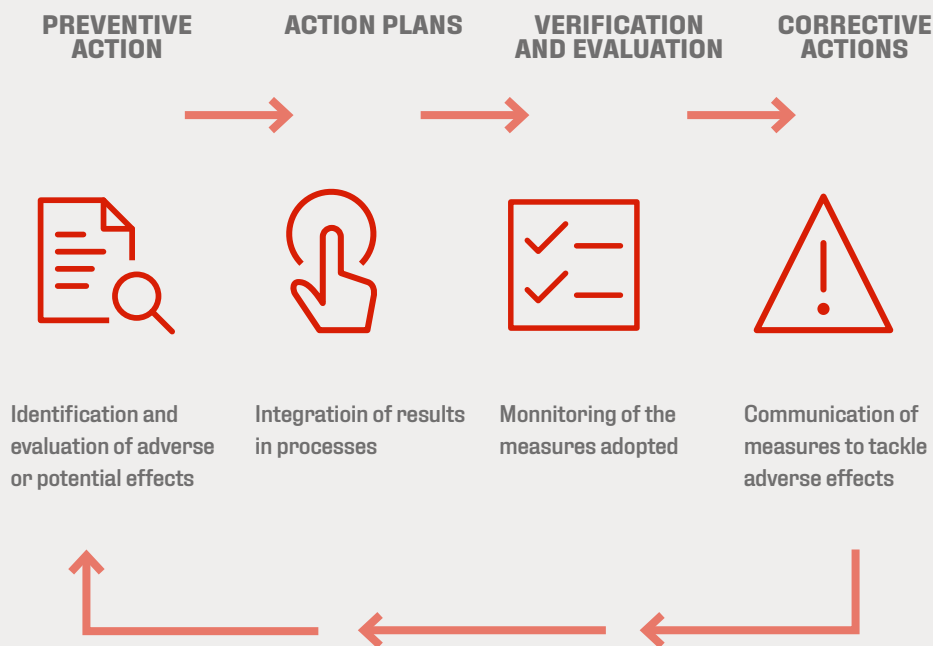 PREVENTIVE
ACTION
ACTION PLANS
VERIFICATION
AND EVALUATION
CORRECTIVE
ACTIONS
Identification and
evaluation of adverse
or potential effects
Integratioin of results
in processes
Monnitoring of the
measures adopted
Communication of
measures to tackle
adverse effects